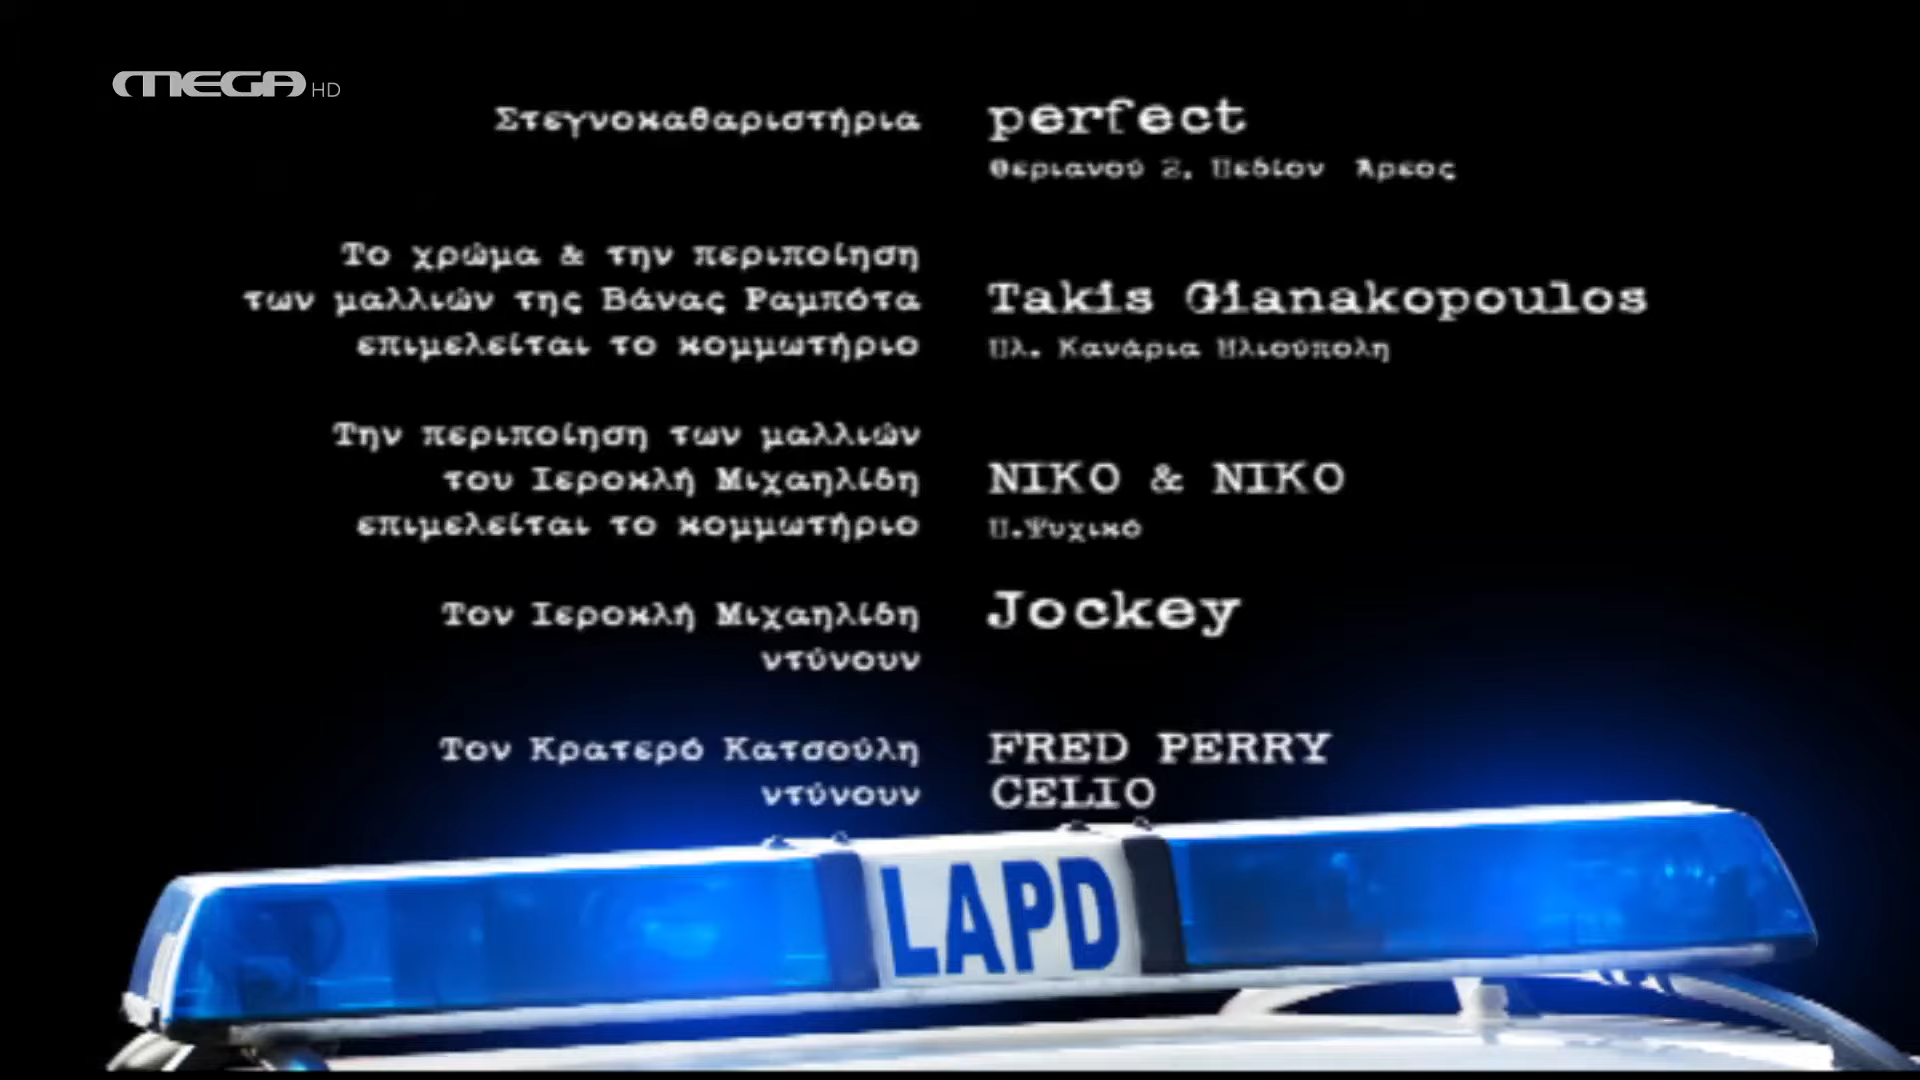 MEGA HD
Στεγνοκαθαριστήρια perfect
Θεριανού 2, Πεδίον Άρεος
Το χρώμα & την περιποίηση
των μαλλιών της Βάνας Ραμπότα Takis Gianakopoulos
επιμελείται το κομμωτήριο Πλ. Κανάρια Ηλιούπολη
Την περιποίηση των μαλλιών
του Ιεροκλή Μιχαηλίδη NIKO & NIKO
επιμελείται το κομμωτήριο Π.Ψυχικό
Τον Ιεροκλή Μιχαηλίδη Jockey
ντύνουν
Τον Κρατερό Κατσούλη FRED PERRY
ντύνουν CELIO
LAPD